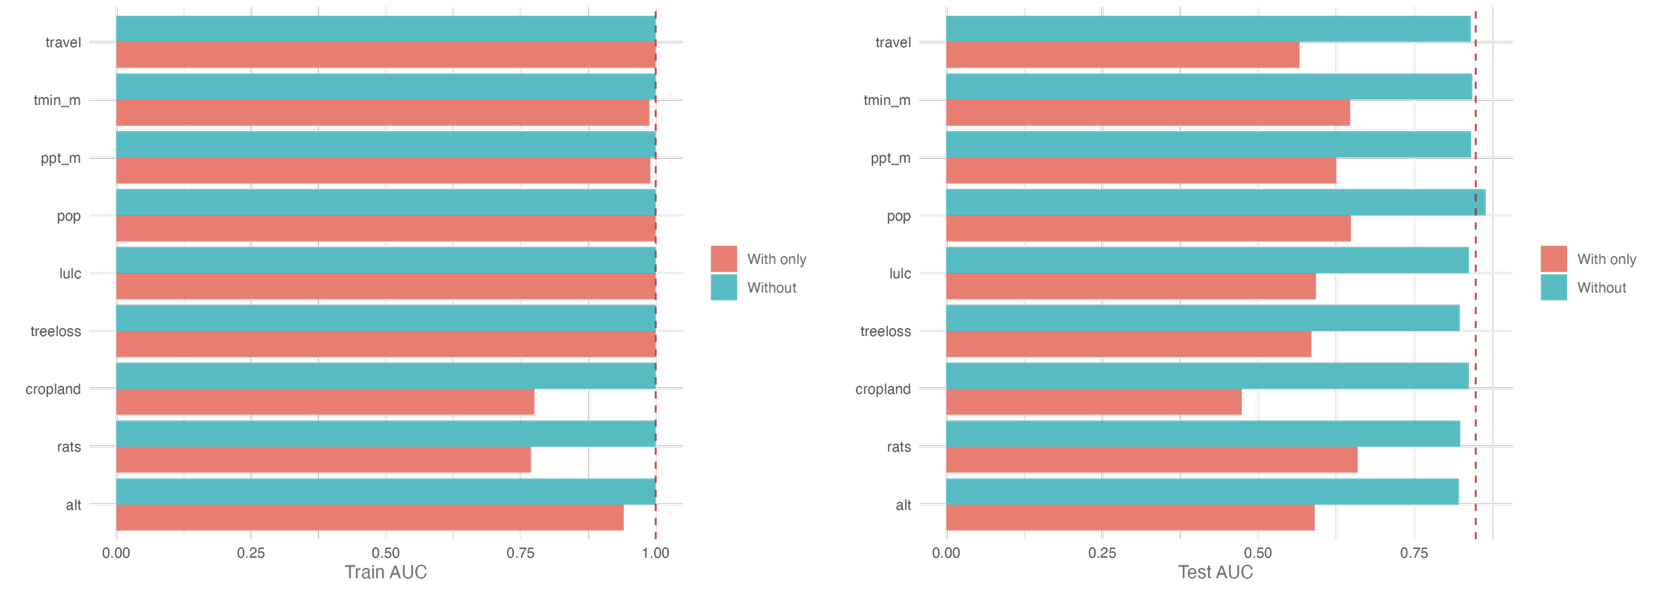 travel
tmin_m
ppt_m
pop
lulc
treeloss
cropland
rats
alt
0.00 0.25 0.50 0.75 1.00
Train AUC
With only
Without
travel
tmin_m
ppt_m
pop
lulc
treeloss
cropland
rats
alt
0.00 0.25 0.50 0.75
Test AUC
With only
Without